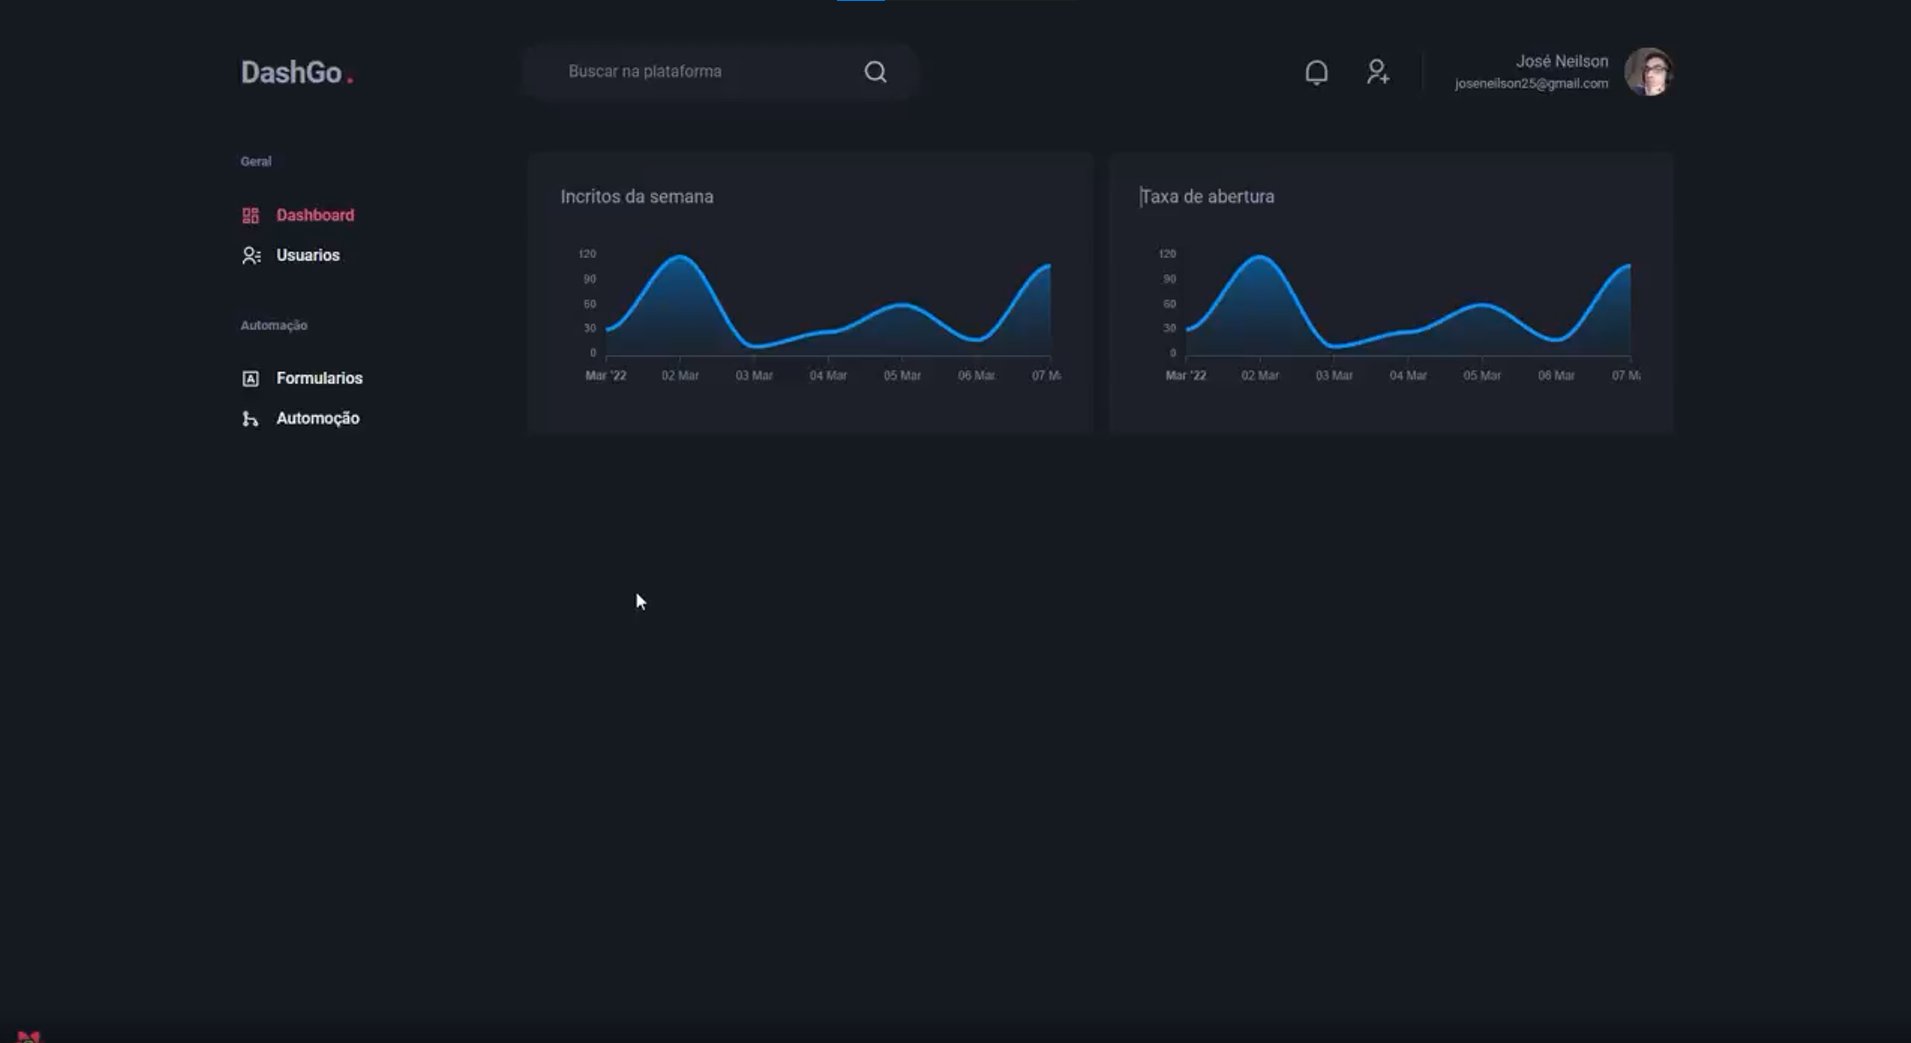 DashGo.
Buscar na plataforma
José Neilson
joseneilson25@gmail.com
Geral
Dashboard
Usuarios
Automação
Formularios
Automoção
Incritos da semana
120
90
60
30
0
Mar '22 02 Mar 03 Mar 04 Mar 05 Mar 06 Mar 07 M
Taxa de abertura
120
90
60
30
0
Mar '22 02 Mar 03 Mar 04 Mar 05 Mar 06 Mar 07 M